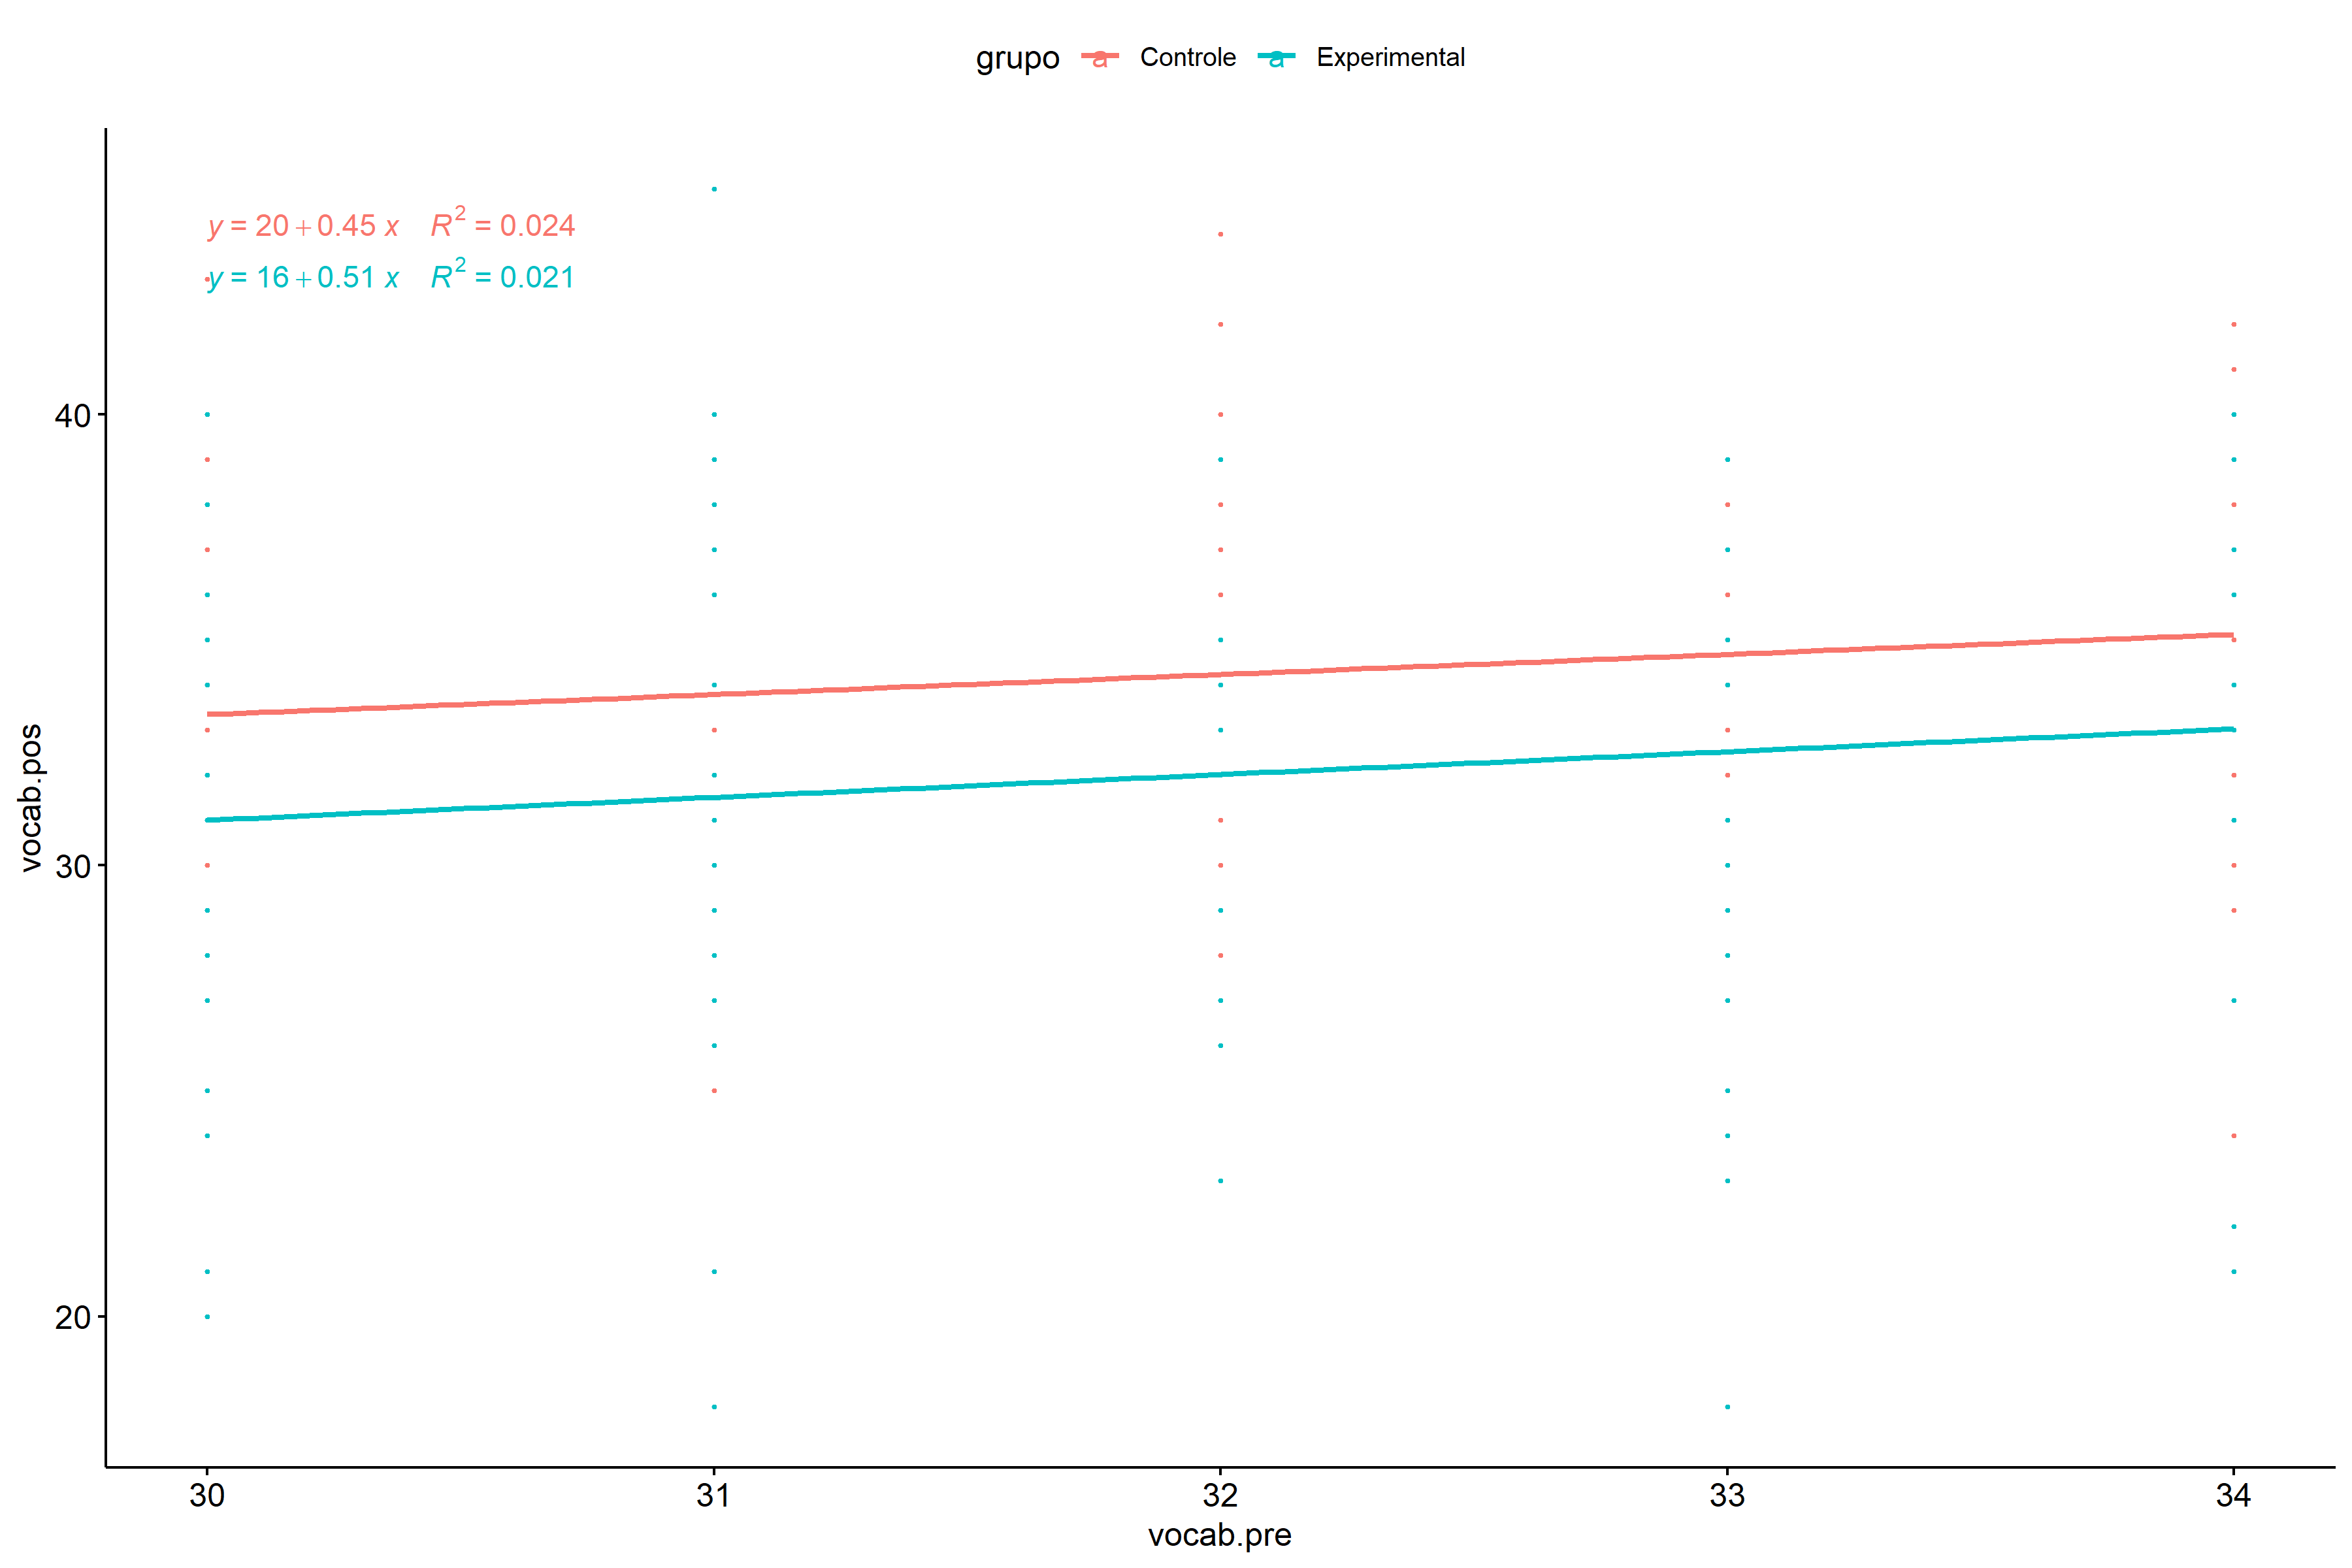 grupo a Controle a Experimental
y = 20 + 0.45 x R² = 0.024
y = 16 + 0.51 x R² = 0.021
40
30
20
vocab.pos
30 31 32 33 34
vocab.pre